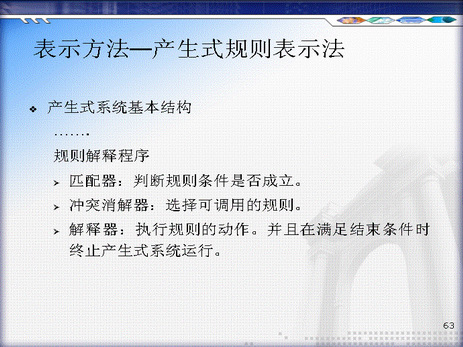 表示方法—产生式规则表示法
❖ 产生式系统基本结构
…….
规则解释程序
➢ 匹配器：判断规则条件是否成立。
➢ 冲突消解器：选择可调用的规则。
➢ 解释器：执行规则的动作。并且在满足结束条件时
终止产生式系统运行。
63